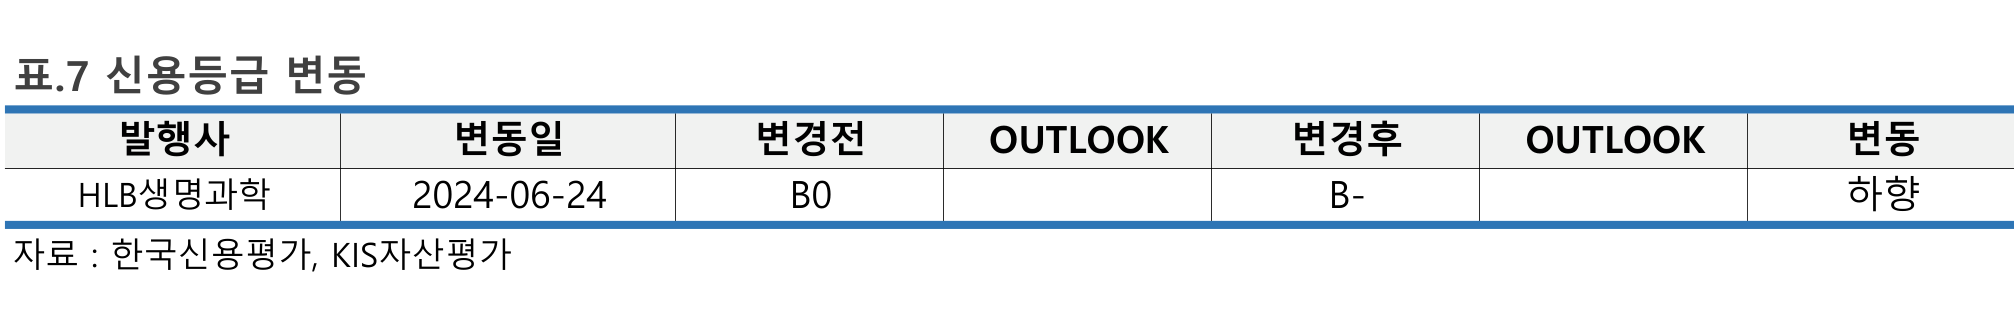 표.7 신용등급 변동
발행사 변동일 변경전 OUTLOOK 변경후 OUTLOOK 변동
HLB생명과학 2024-06-24 B0 B- 하향
자료 : 한국신용평가, KIS자산평가